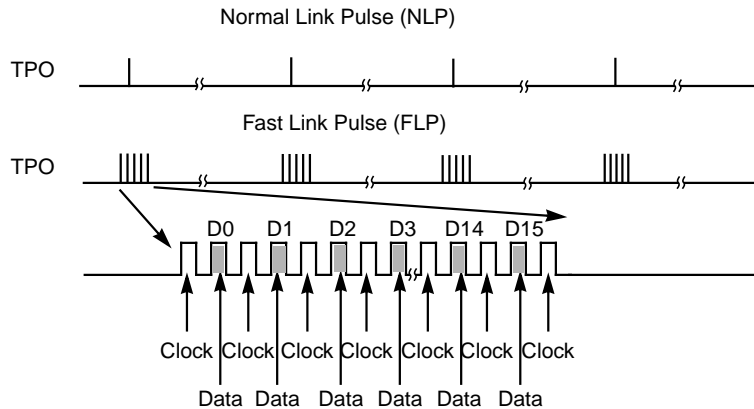 Normal Link Pulse (NLP)
TPO
Fast Link Pulse (FLP)
TPO
D0 D1 D2 D3 D14 D15
Clock Clock Clock Clock Clock Clock Clock
Data Data Data Data Data Data